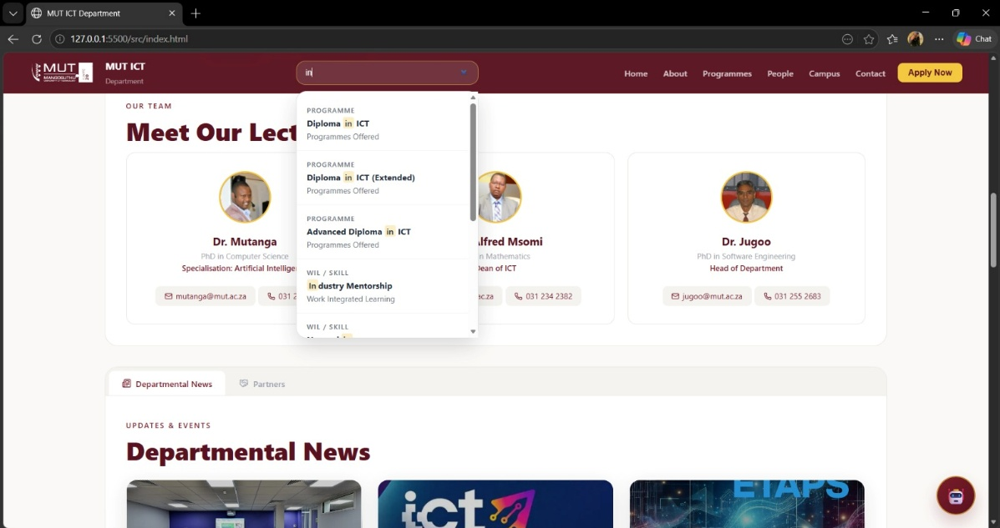 MUT ICT Department
127.0.0.1:5500/src/index.html
Chat
MUT
MANGOSUTHU
MUT ICT
Department
in
Home
About
Programmes
People
Campus
Contact
Apply Now
OUR TEAM
Meet Our Lect
PROGRAMME
Diploma in ICT
Programmes Offered
PROGRAMME
Diploma in ICT (Extended)
Programmes Offered
PROGRAMME
Advanced Diploma in ICT
Programmes Offered
WIL / SKILL
Industry Mentorship
Work Integrated Learning
WIL / SKILL
Dr. Mutanga
PhD in Computer Science
Specialisation: Artificial Intellige
mutanga@mut.ac.za
031 2
lfred Msomi
n Mathematics
Dean of ICT
ac.za
031 234 2382
Dr. Jugoo
PhD in Software Engineering
Head of Department
jugoo@mut.ac.za
031 255 2683
Departmental News
Partners
UPDATES & EVENTS
Departmental News
ict
ETAPS